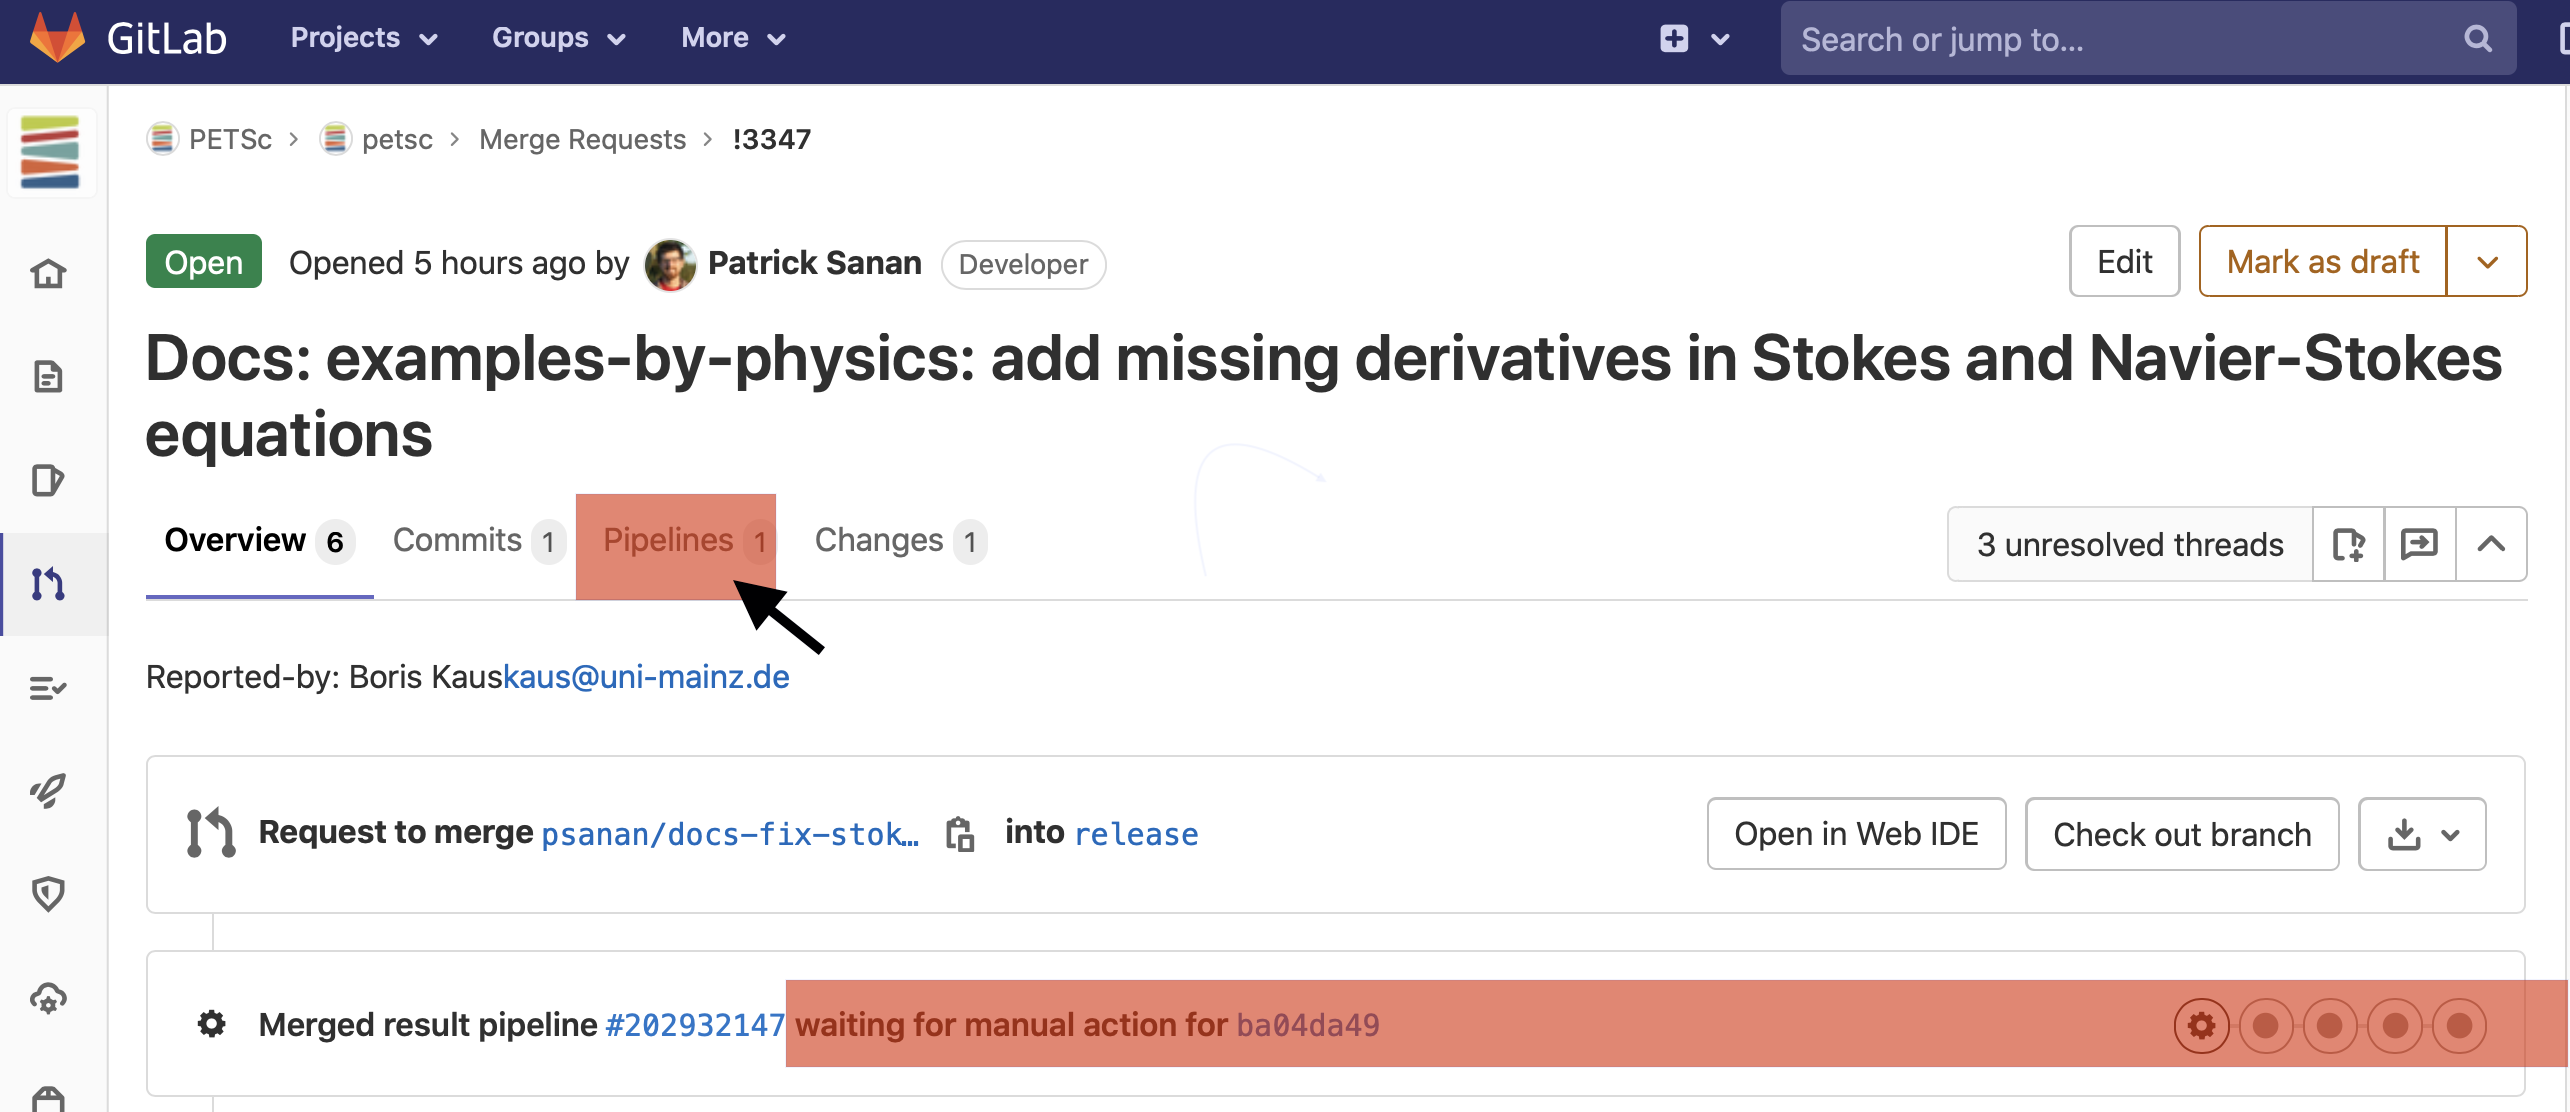 GitLab Projects Groups More Search or jump to...
PETSc > petsc > Merge Requests > !3347
Open Opened 5 hours ago by Patrick Sanan Developer Edit Mark as draft
Docs: examples-by-physics: add missing derivatives in Stokes and Navier-Stokes
equations
Overview 6 Commits 1 Pipelines 1 Changes 1 3 unresolved threads
Reported-by: Boris Kauskaus@uni-mainz.de
Request to merge psanan/docs-fix-stok... into release Open in Web IDE Check out branch
Merged result pipeline #202932147 waiting for manual action for ba04da49